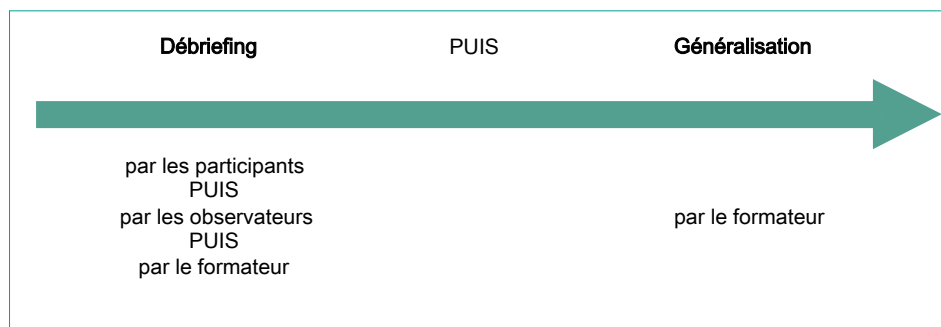 Débriefing PUIS Généralisation
par les participants
PUIS
par les observateurs par le formateur
PUIS
par le formateur